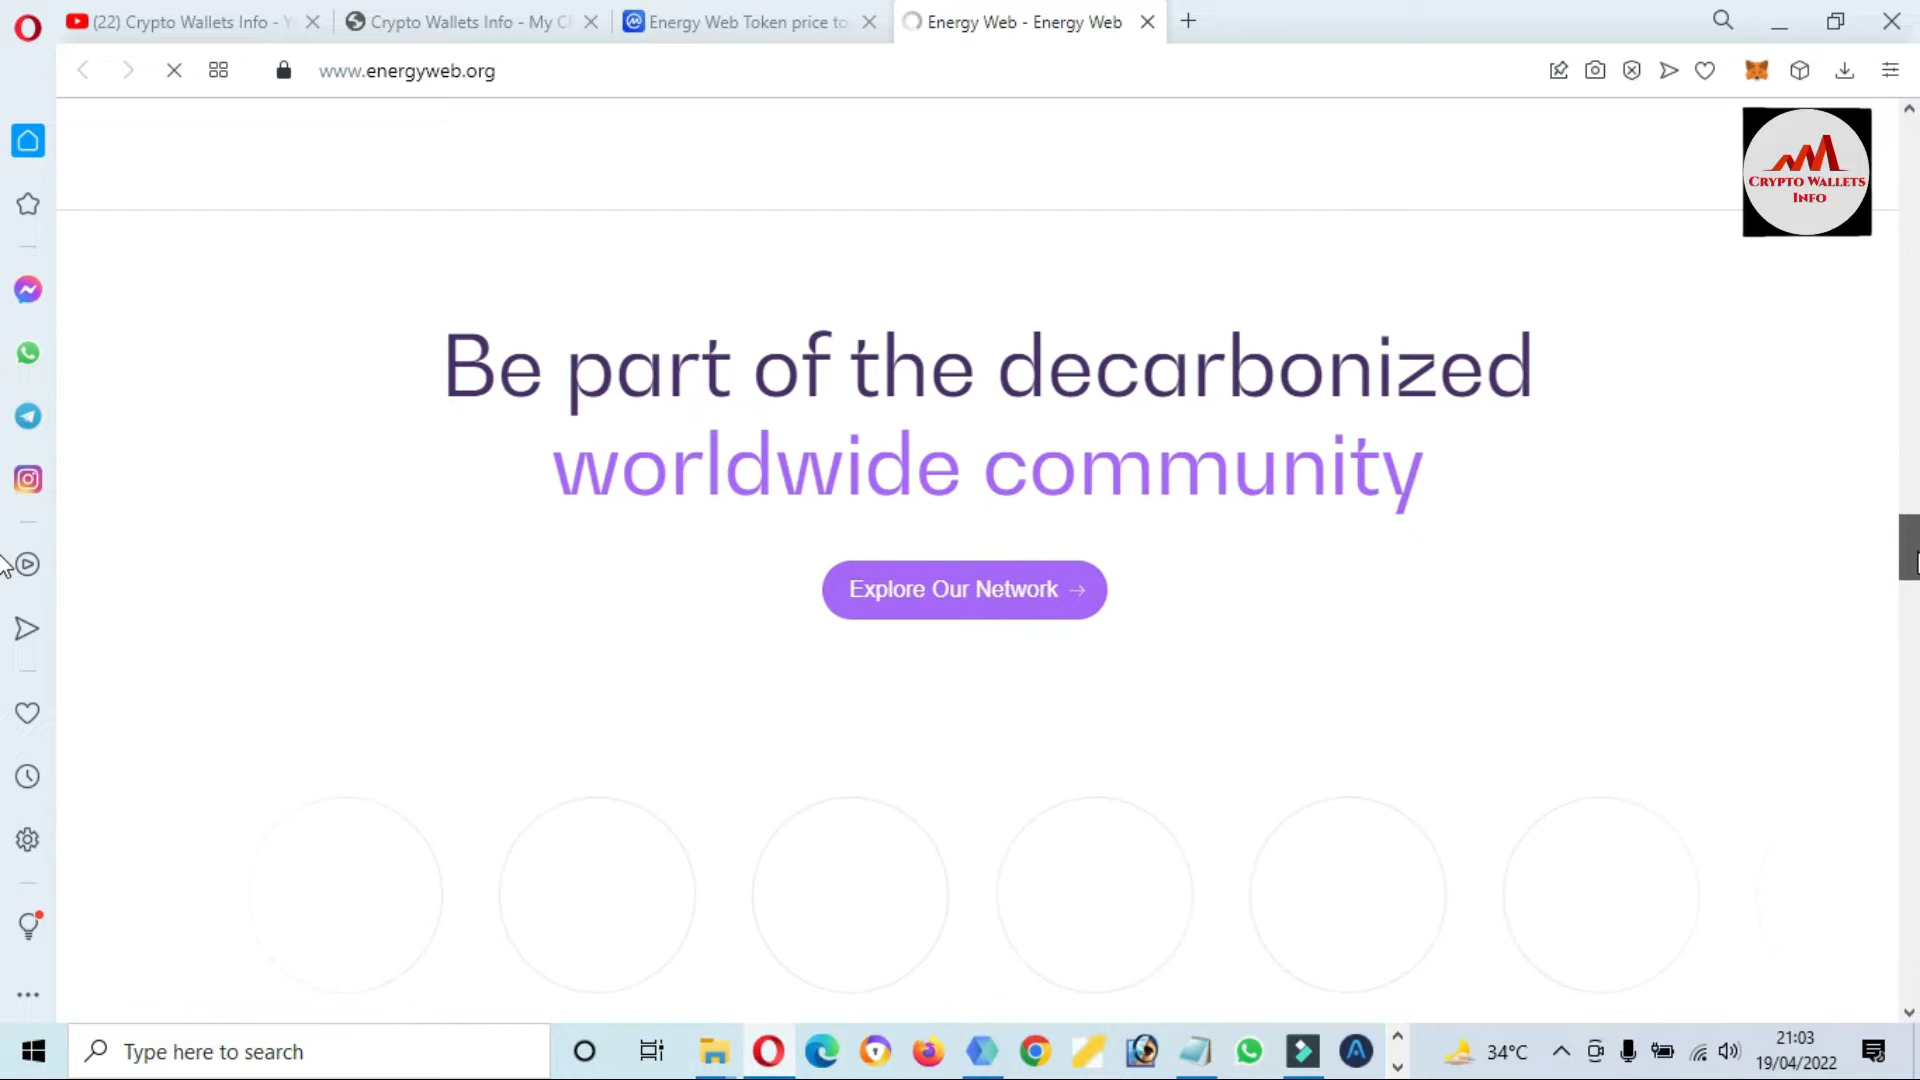 (22) Crypto Wallets Info - Y
Crypto Wallets Info - My C
Energy Web Token price to
Energy Web - Energy Web
www.energyweb.org
CRYPTO WALLETS
INFO
Be part of the decarbonized
worldwide community
Explore Our Network →
Type here to search
34°C
21:03
19/04/2022